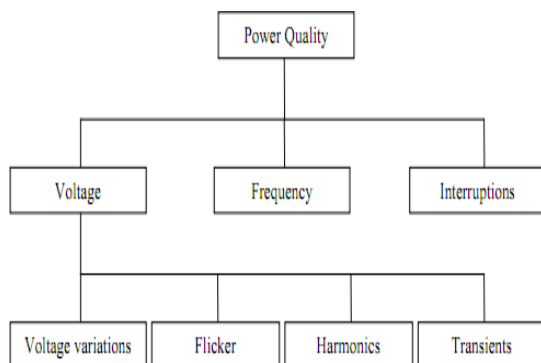 Power Quality
Voltage
Frequency
Interruptions
Voltage variations
Flicker
Harmonics
Transients